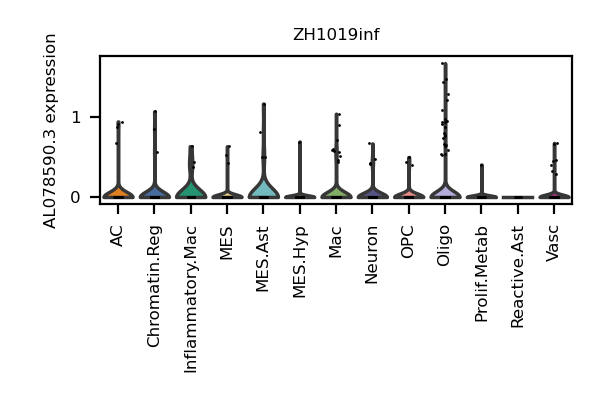 ZH1019inf
AL078590.3 expression
1
0
AC
Chromatin.Reg
Inflammatory.Mac
MES
MES.Ast
MES.Hyp
Mac
Neuron
OPC
Oligo
Prolif.Metab
Reactive.Ast
Vasc